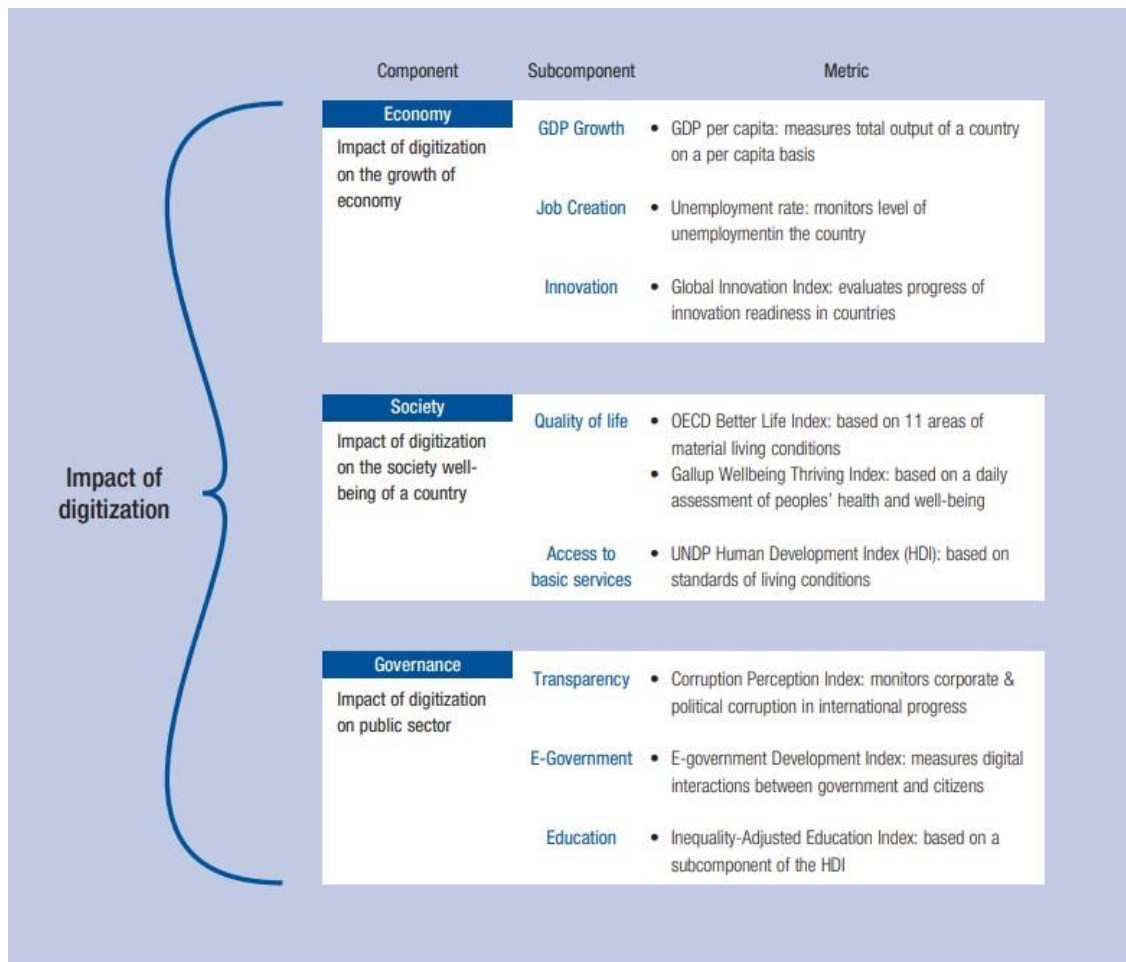 Component
Subcomponent
Metric
Impact of
digitization
Economy
Impact of digitization
on the growth of
economy
GDP Growth
• GDP per capita: measures total output of a country
on a per capita basis
Job Creation
• Unemployment rate: monitors level of
unemploymentin the country
Innovation
• Global Innovation Index: evaluates progress of
innovation readiness in countries
Society
Impact of digitization
on the society well-
being of a country
Quality of life
• OECD Better Life Index: based on 11 areas of
material living conditions
• Gallup Wellbeing Thriving Index: based on a daily
assessment of peoples' health and well-being
Access to
basic services
• UNDP Human Development Index (HDI): based on
standards of living conditions
Governance
Impact of digitization
on public sector
Transparency
• Corruption Perception Index: monitors corporate &
political corruption in international progress
E-Government
• E-government Development Index: measures digital
interactions between government and citizens
Education
• Inequality-Adjusted Education Index: based on a
subcomponent of the HDI